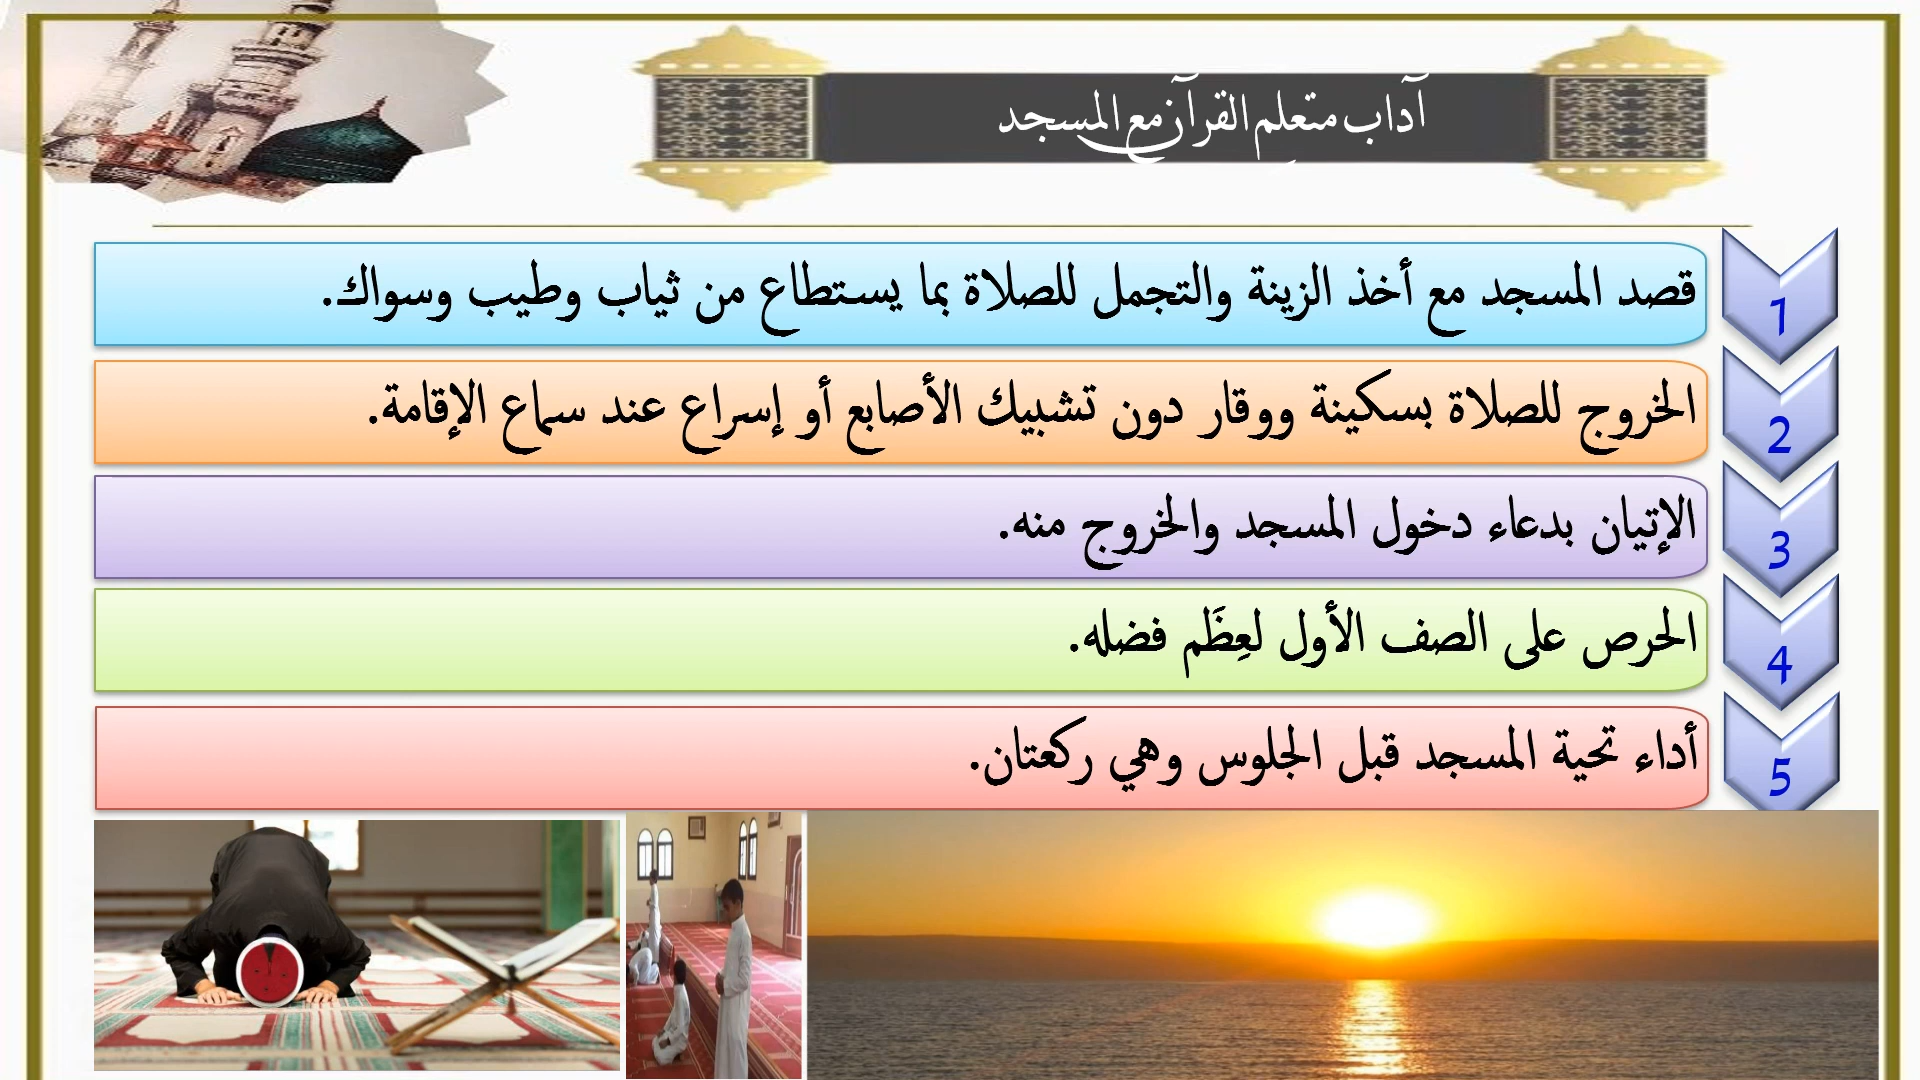 آداب متعلم القرآن مع المسجد
1
قصد المسجد مع أخذ الزينة والتجمل للصلاة بما يستطاع من ثياب وطيب وسواك.
2
الخروج للصلاة بسكينة ووقار دون تشبيك الأصابع أو إسراع عند سماع الإقامة.
3
الإتيان بدعاء دخول المسجد والخروج منه.
4
الحرص على الصف الأول لعِظَم فضله.
5
أداء تحية المسجد قبل الجلوس وهي ركعتان.